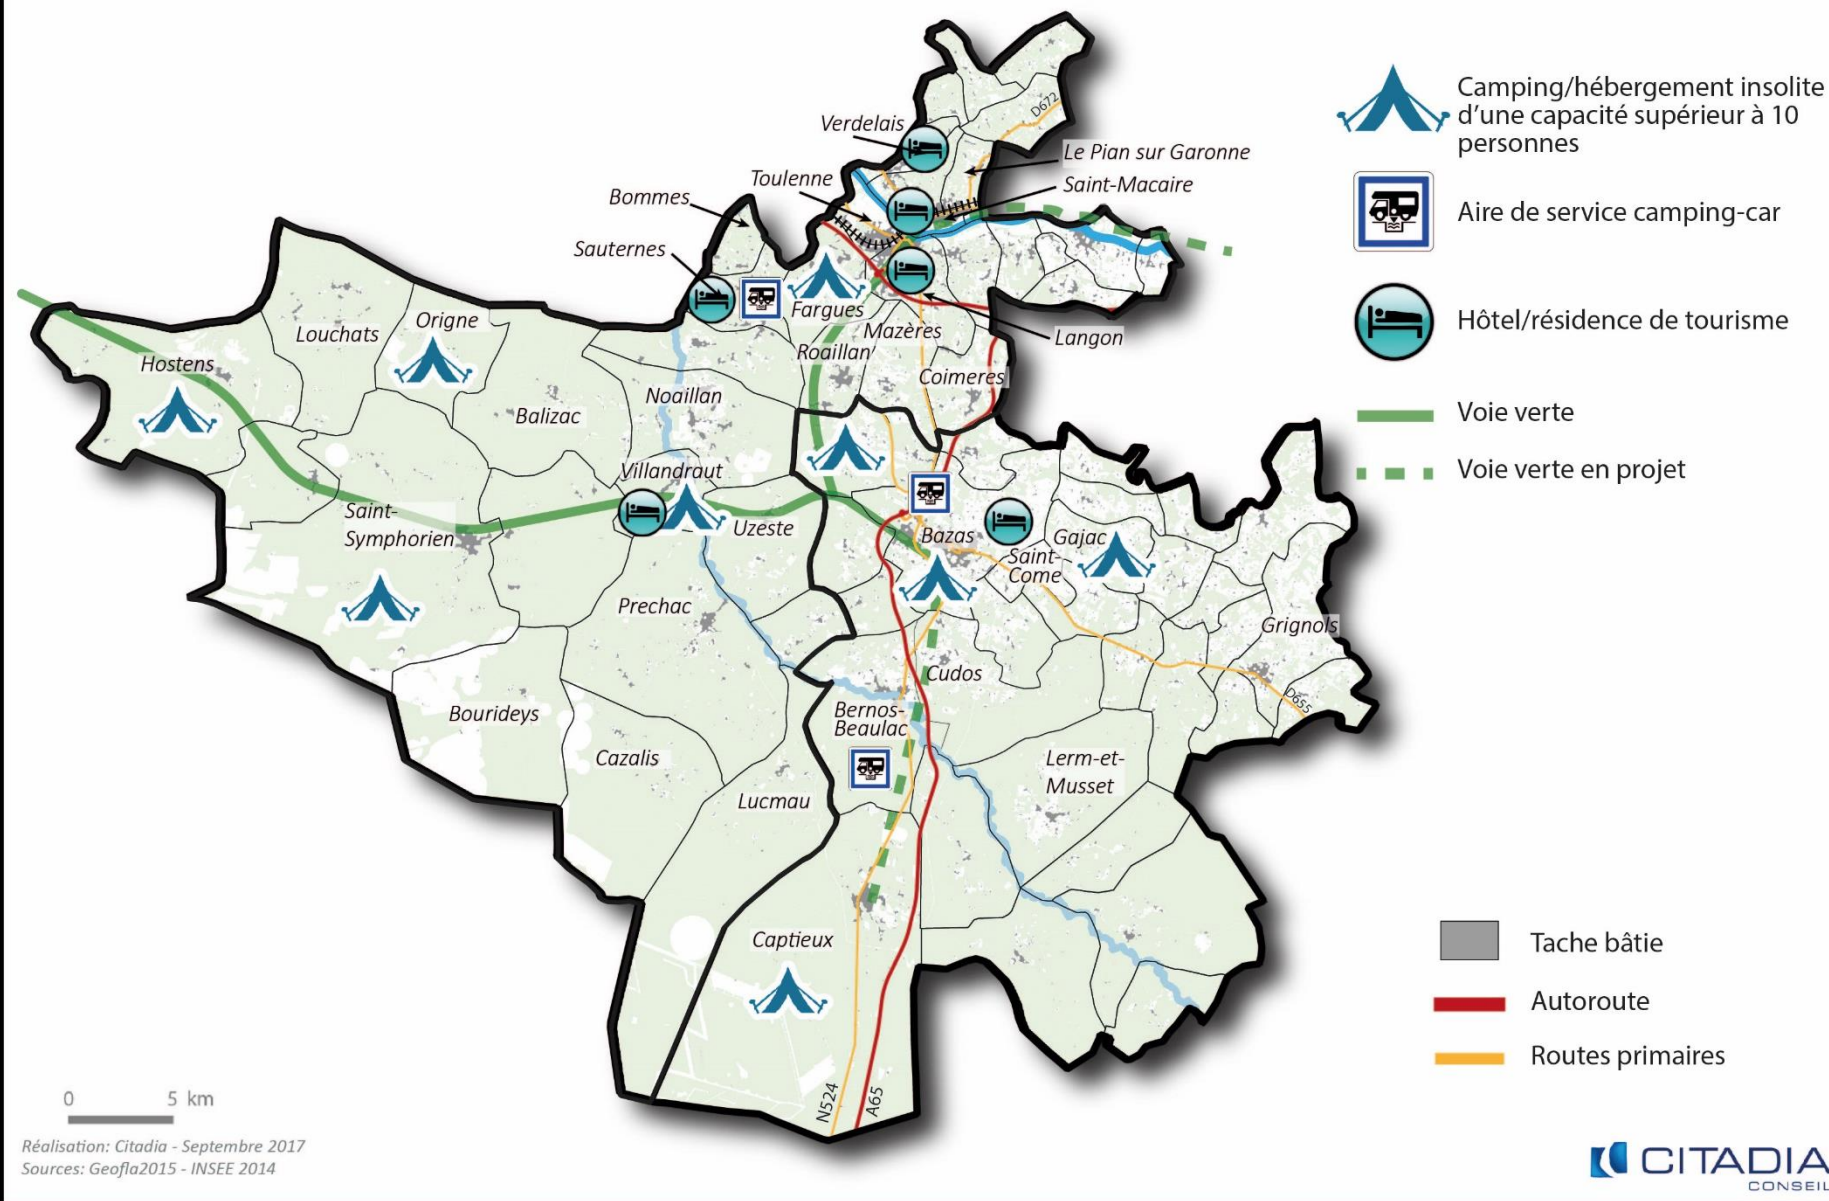 Camping/hébergement insolite
d'une capacité supérieur à 10
personnes
Aire de service camping-car
Hôtel/résidence de tourisme
Voie verte
Voie verte en projet
D672
Verdelais
Le Pian sur Garonne
Toulenne
Saint-Macaire
Bommes
Sauternes
Fargues
Langon
Mazères
Roaillan
Coimeres
Louchats
Origne
Hostens
Noaillan
Balizac
Villandraut
Saint-
Symphorien
Uzeste
Bazas
Gajac
Saint-
Come
Prechac
Grignols
Cudos
D655
Bourideys
Bernos-
Beaulac
Cazalis
Lerm-et-
Musset
Lucmau
Captieux
N524
A65
Tache bâtie
Autoroute
Routes primaires
0 5 km
Réalisation: Citadia - Septembre 2017
Sources: Geofla2015 - INSEE 2014
CITADIA
CONSEIL